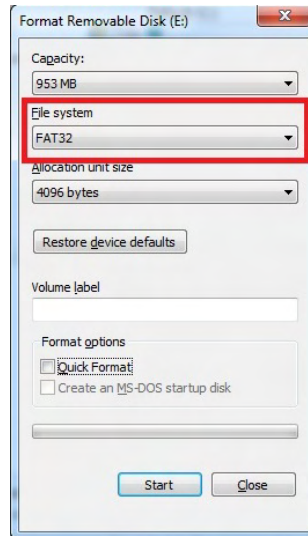 Format Removable Disk (E:)
Capacity:
953 MB
File system
FAT32
Allocation unit size
4096 bytes
Restore device defaults
Volume label
Format options
Quick Format
Create an MS-DOS startup disk
Start
Close